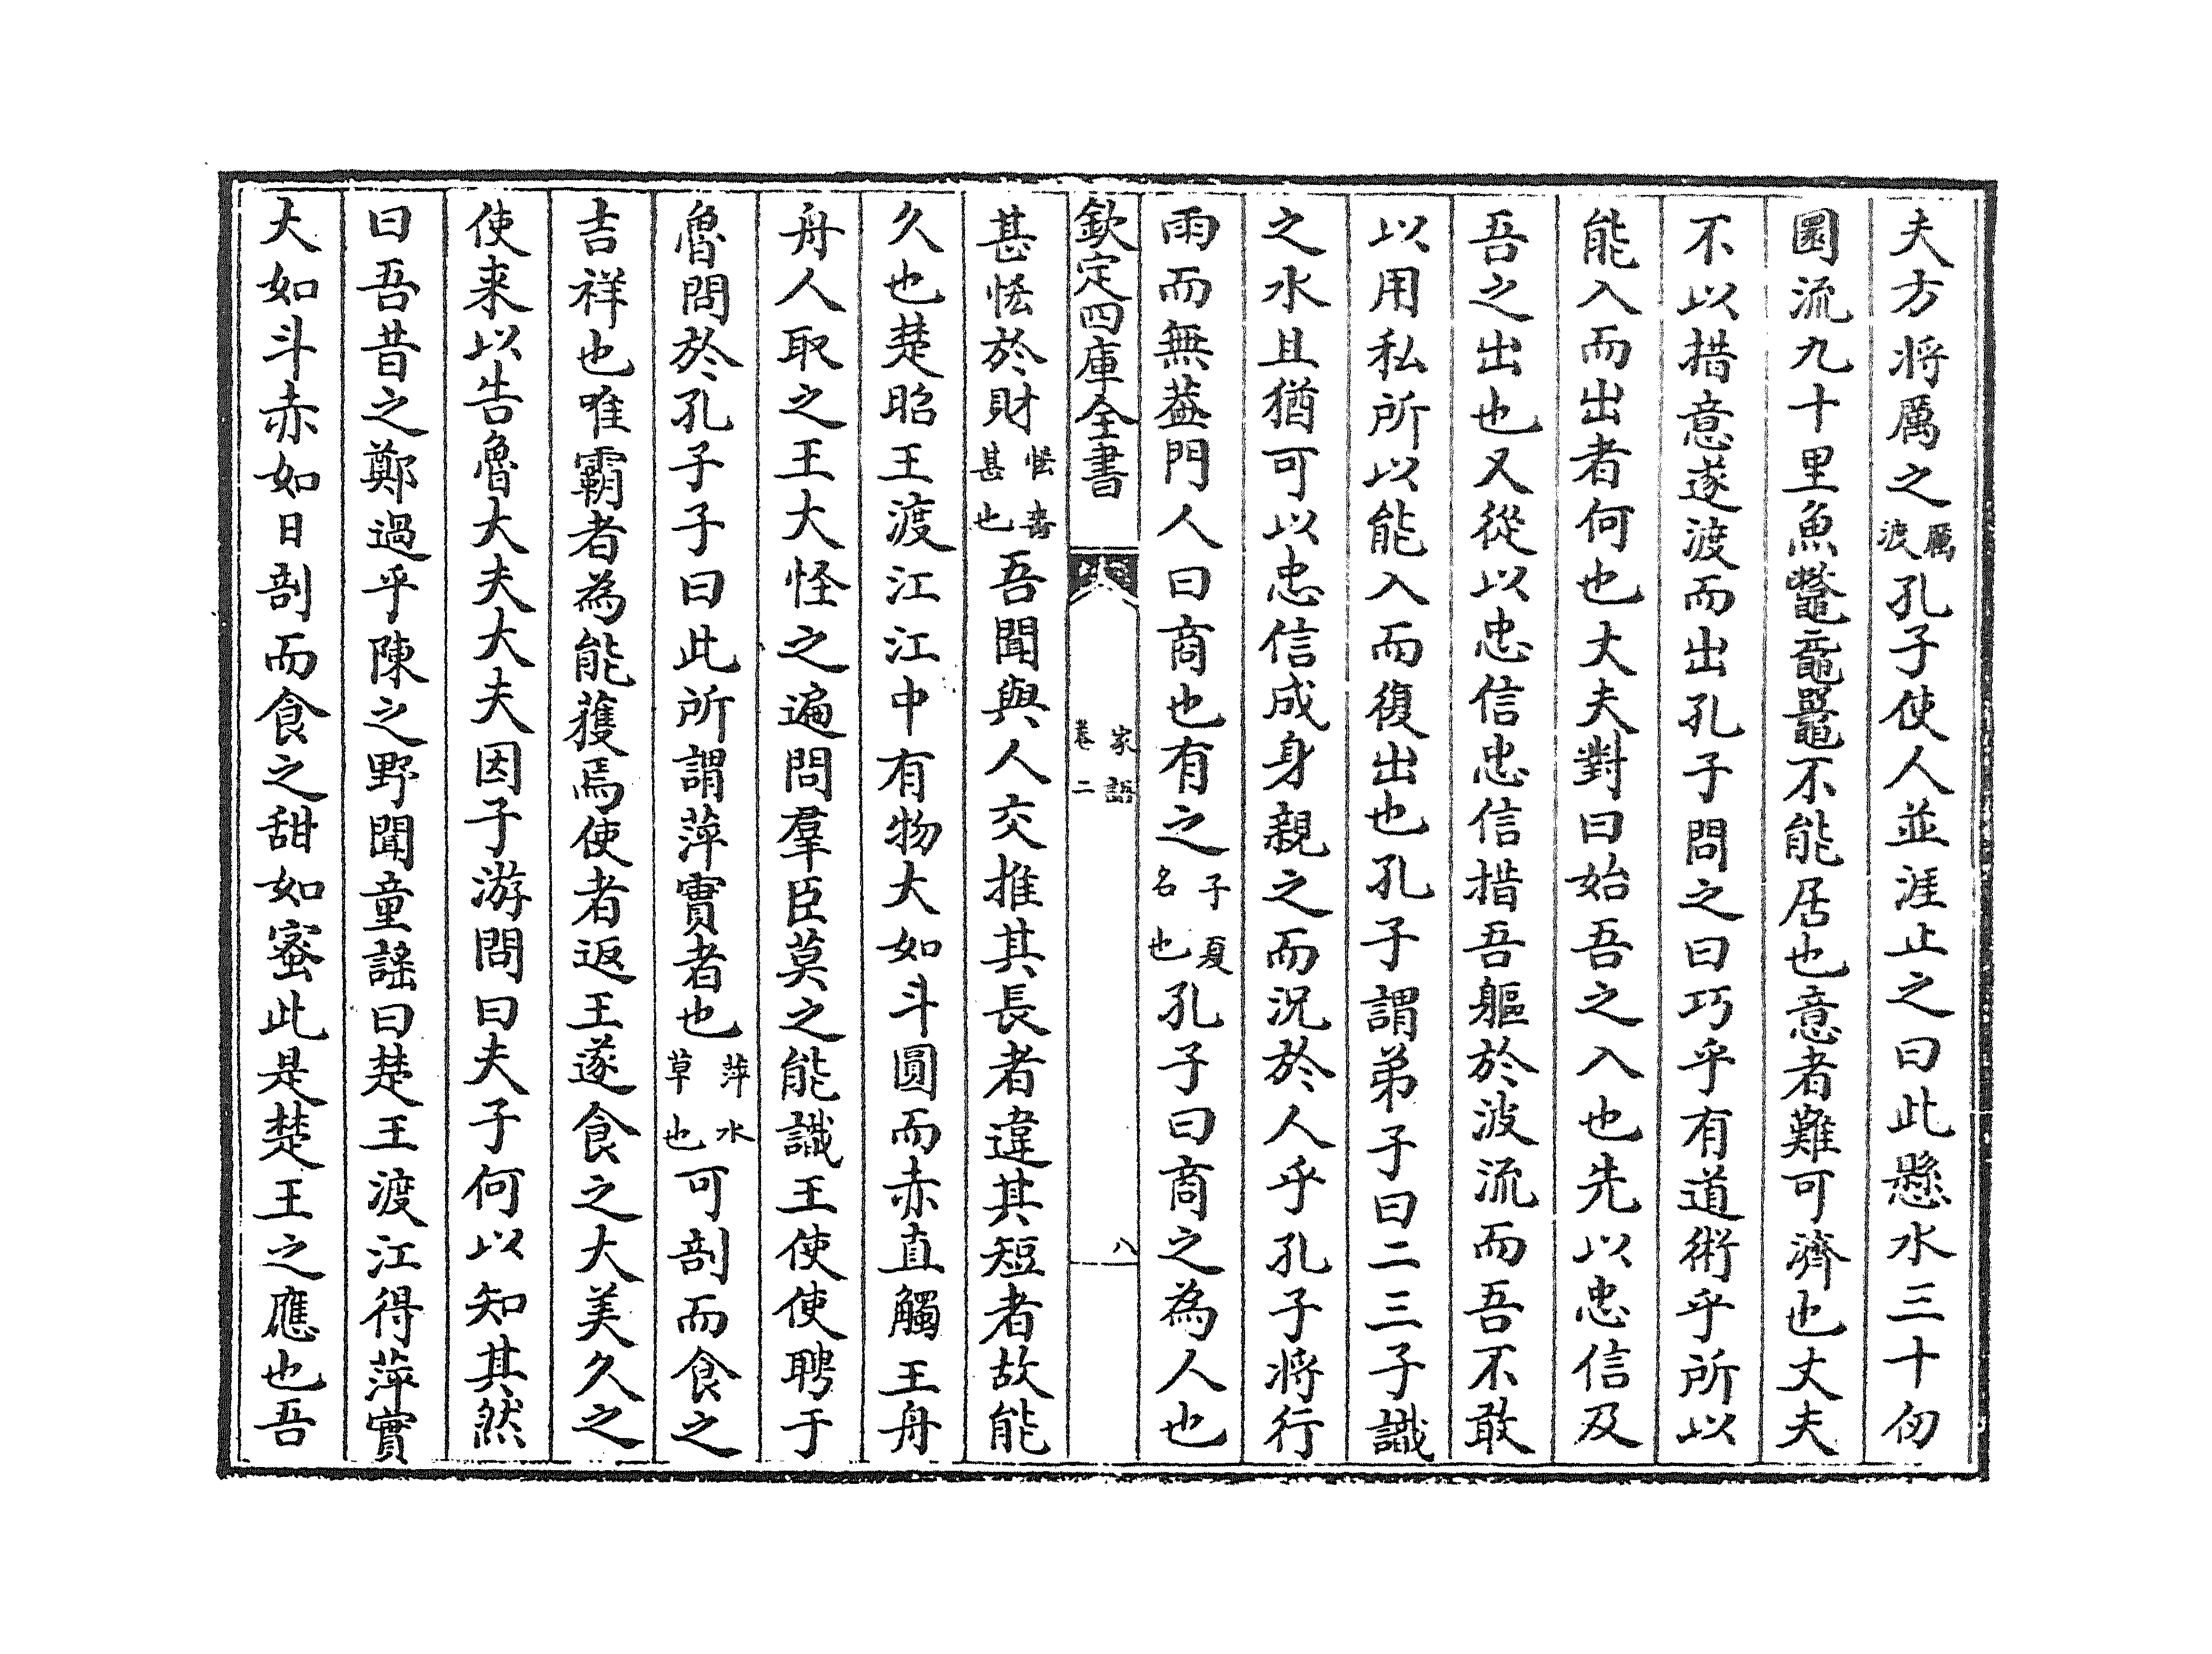 夫方将厲之厲渡孔子使人並涯止之曰此懸水三十仞
圜流九十里魚鼈黿鼉不能居也意者難可濟也丈夫
不以措意遂渡而出孔子問之曰巧乎有道術乎所以
能入而出者何也丈夫對曰始吾之入也先以忠信及
吾之出也又從以忠信忠信措吾軀於波流而吾不敢
以用私所以能入而復出也孔子謂弟子曰二三子識
之水且猶可以忠信成身親之而況於人乎孔子将行
雨而無葢門人曰商也有之子夏名也孔子曰商之為人也
欽定四庫全書 家語卷二 八
甚恡於財恡嗇甚也吾聞與人交推其長者違其短者故能
久也楚昭王渡江江中有物大如斗圓而赤直觸王舟
舟人取之王大怪之遍問羣臣莫之能識王使使聘于
魯問於孔子子曰此所謂萍實者也萍水草也可剖而食之
吉祥也唯霸者為能獲焉使者返王遂食之大美久之
使来以告魯大夫大夫因子游問曰夫子何以知其然
曰吾昔之鄭過乎陳之野聞童謡曰楚王渡江得萍實
大如斗赤如日剖而食之甜如蜜此是楚王之應也吾